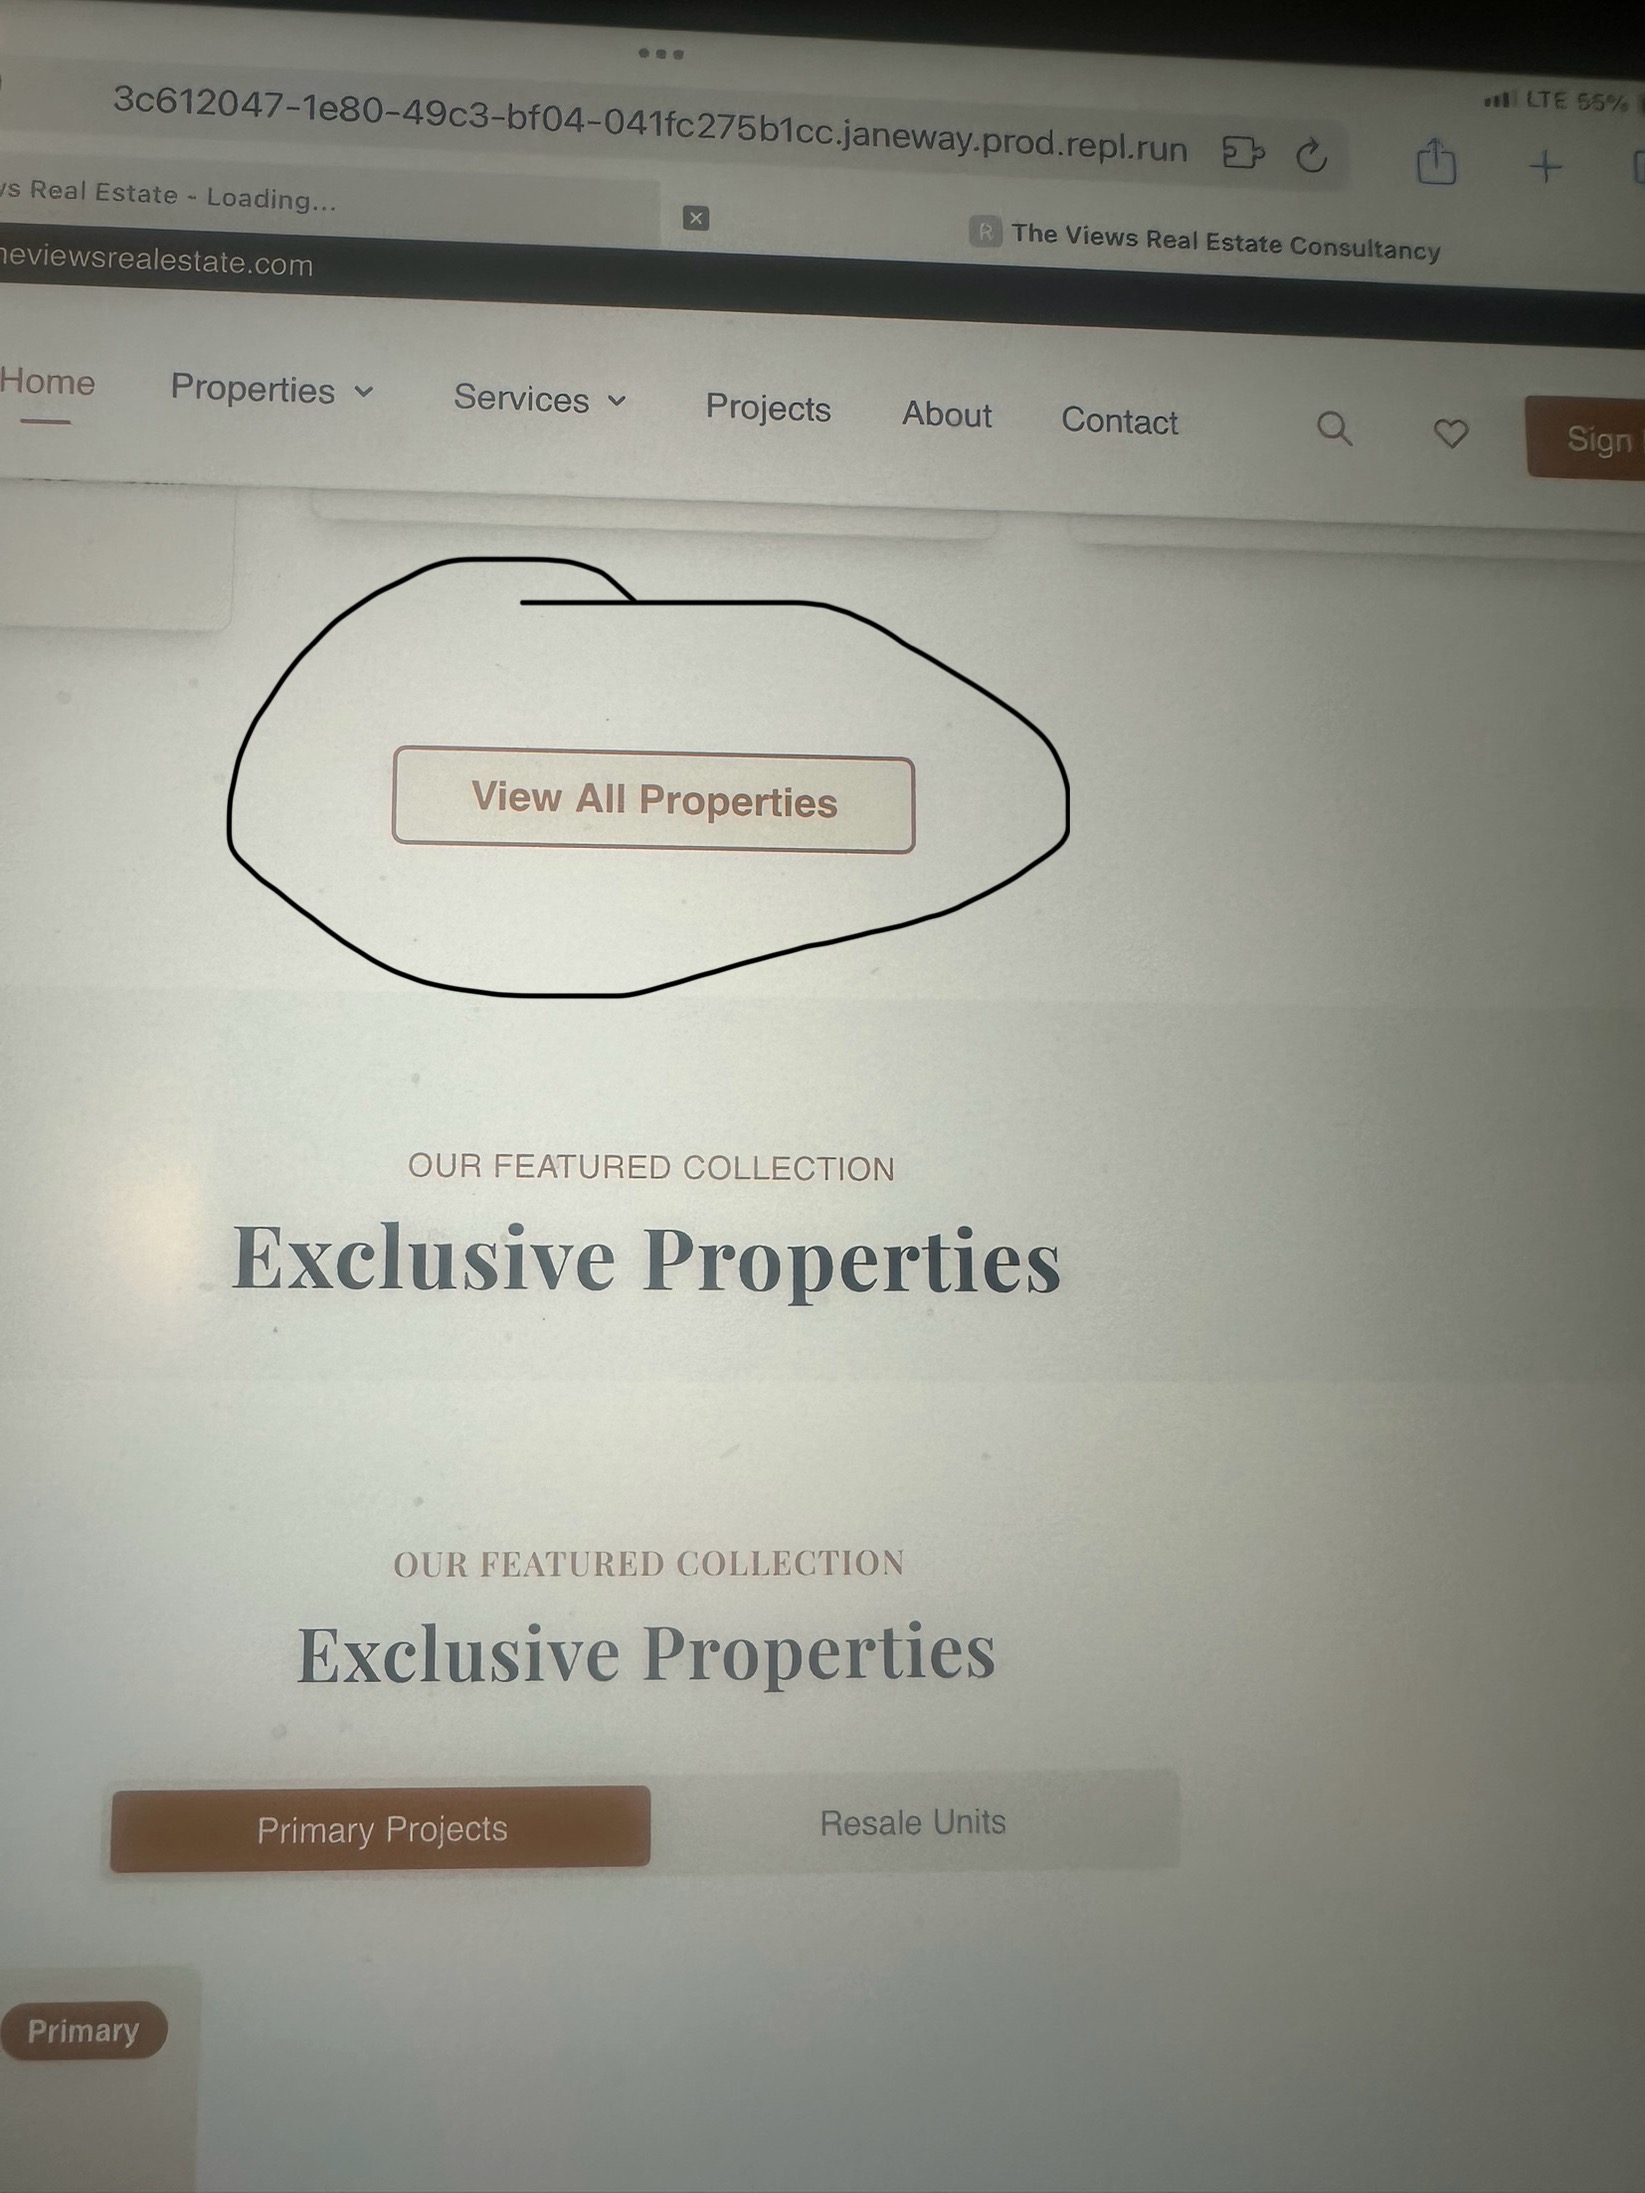 3c612047-1e80-49c3-bf04-041fc275b1cc.janeway.prod.repl.run
LTE 55%
Real Estate - Loading...
The Views Real Estate Consultancy
Home Properties Services Projects About Contact Sign
View All Properties
OUR FEATURED COLLECTION
Exclusive Properties
OUR FEATURED COLLECTION
Exclusive Properties
Primary Projects Resale Units
Primary